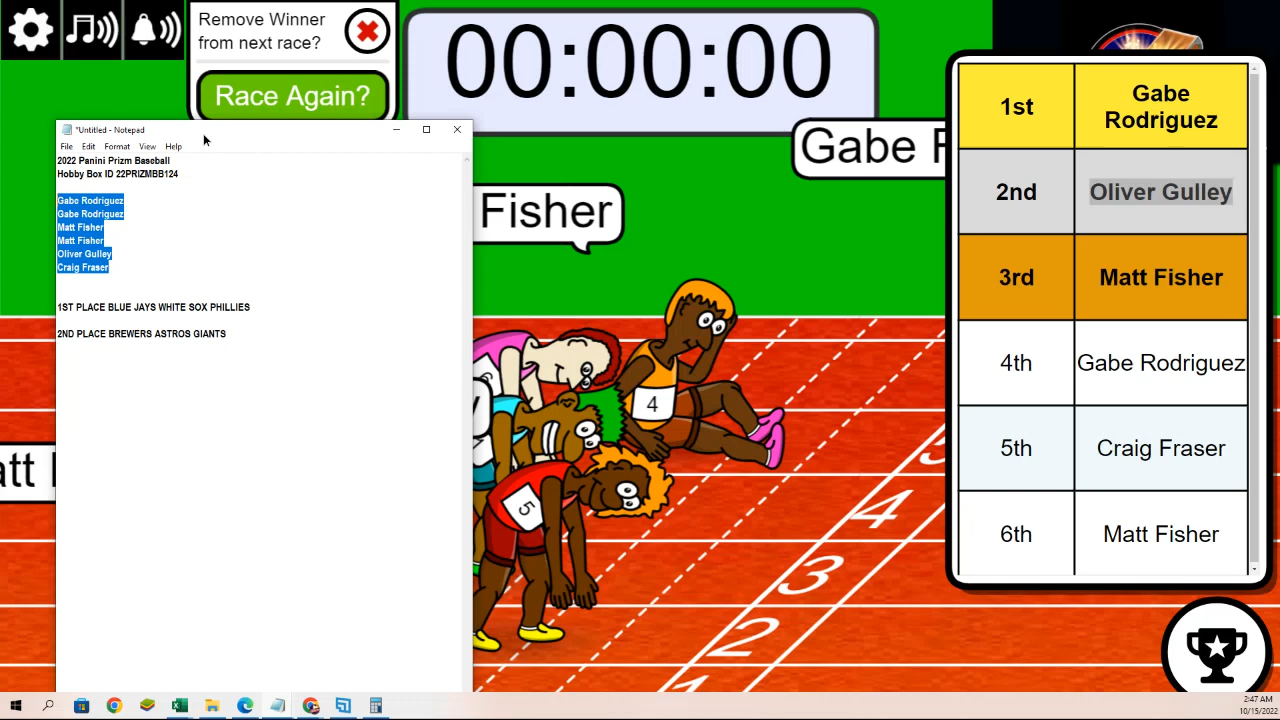 Remove Winner
from next race?
Race Again?
00:00:00
*Untitled - Notepad
File Edit Format View Help
2022 Panini Prizm Baseball
Hobby Box ID 22PRIZMBB124
Gabe Rodriguez
Gabe Rodriguez
Matt Fisher
Matt Fisher
Oliver Gulley
Craig Fraser
1ST PLACE BLUE JAYS WHITE SOX PHILLIES
2ND PLACE BREWERS ASTROS GIANTS
Gabe
Fisher
att
4
5
5
4
3
2
1st Gabe Rodriguez
2nd Oliver Gulley
3rd Matt Fisher
4th Gabe Rodriguez
5th Craig Fraser
6th Matt Fisher
2:47 AM
10/15/2022